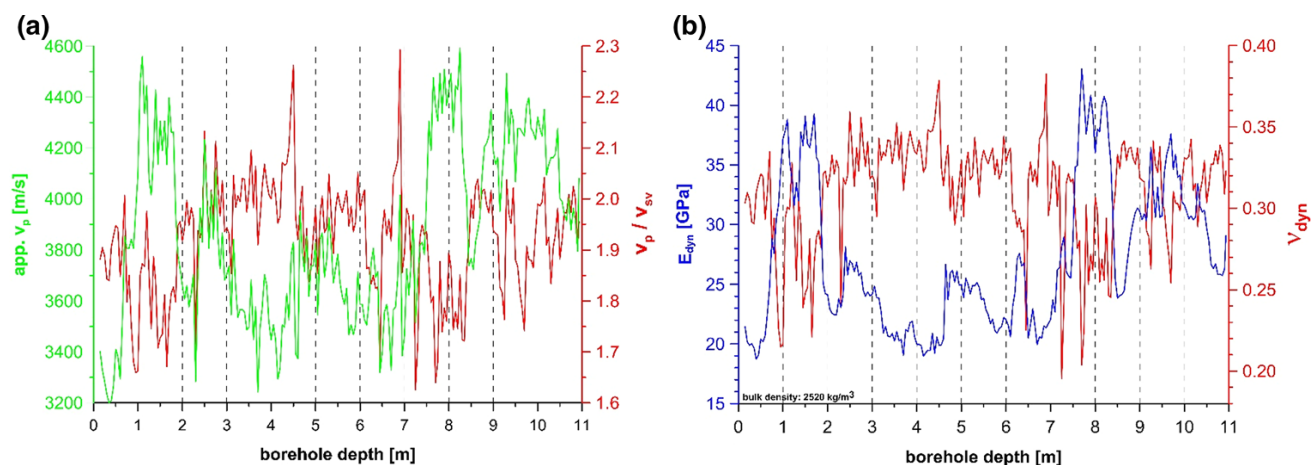 (a)
4600
4400
4200
4000
3800
3600
3400
3200
app. vp [m/s]
2.3
2.2
2.1
2.0
1.9
1.8
1.7
1.6
vp / vsv
0 1 2 3 4 5 6 7 8 9 10 11
borehole depth [m]
(b)
45
40
35
30
25
20
15
Edyn [GPa]
bulk density: 2520 kg/m³
0.40
0.35
0.30
0.25
0.20
νdyn
0 1 2 3 4 5 6 7 8 9 10 11
borehole depth [m]